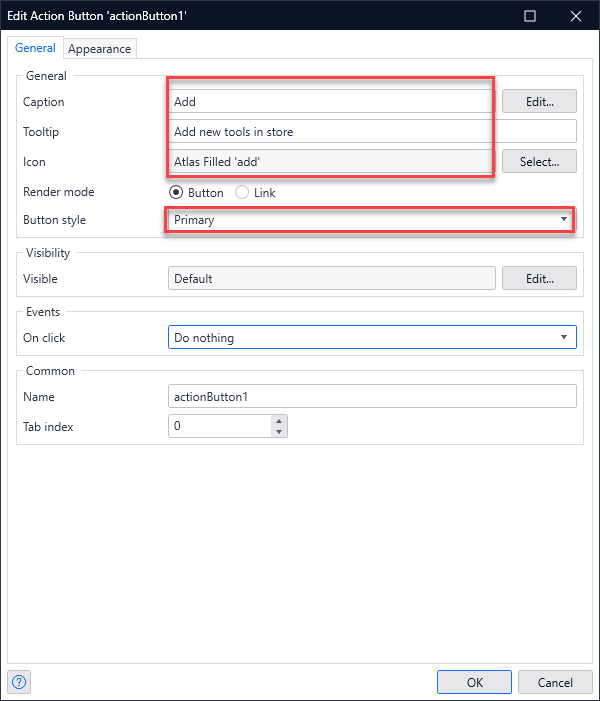 Edit Action Button 'actionButton1'
General Appearance
General
Caption Add Edit...
Tooltip Add new tools in store
Icon Atlas Filled 'add' Select...
Render mode Button Link
Button style Primary
Visibility
Visible Default Edit...
Events
On click Do nothing
Common
Name actionButton1
Tab index 0
? OK Cancel